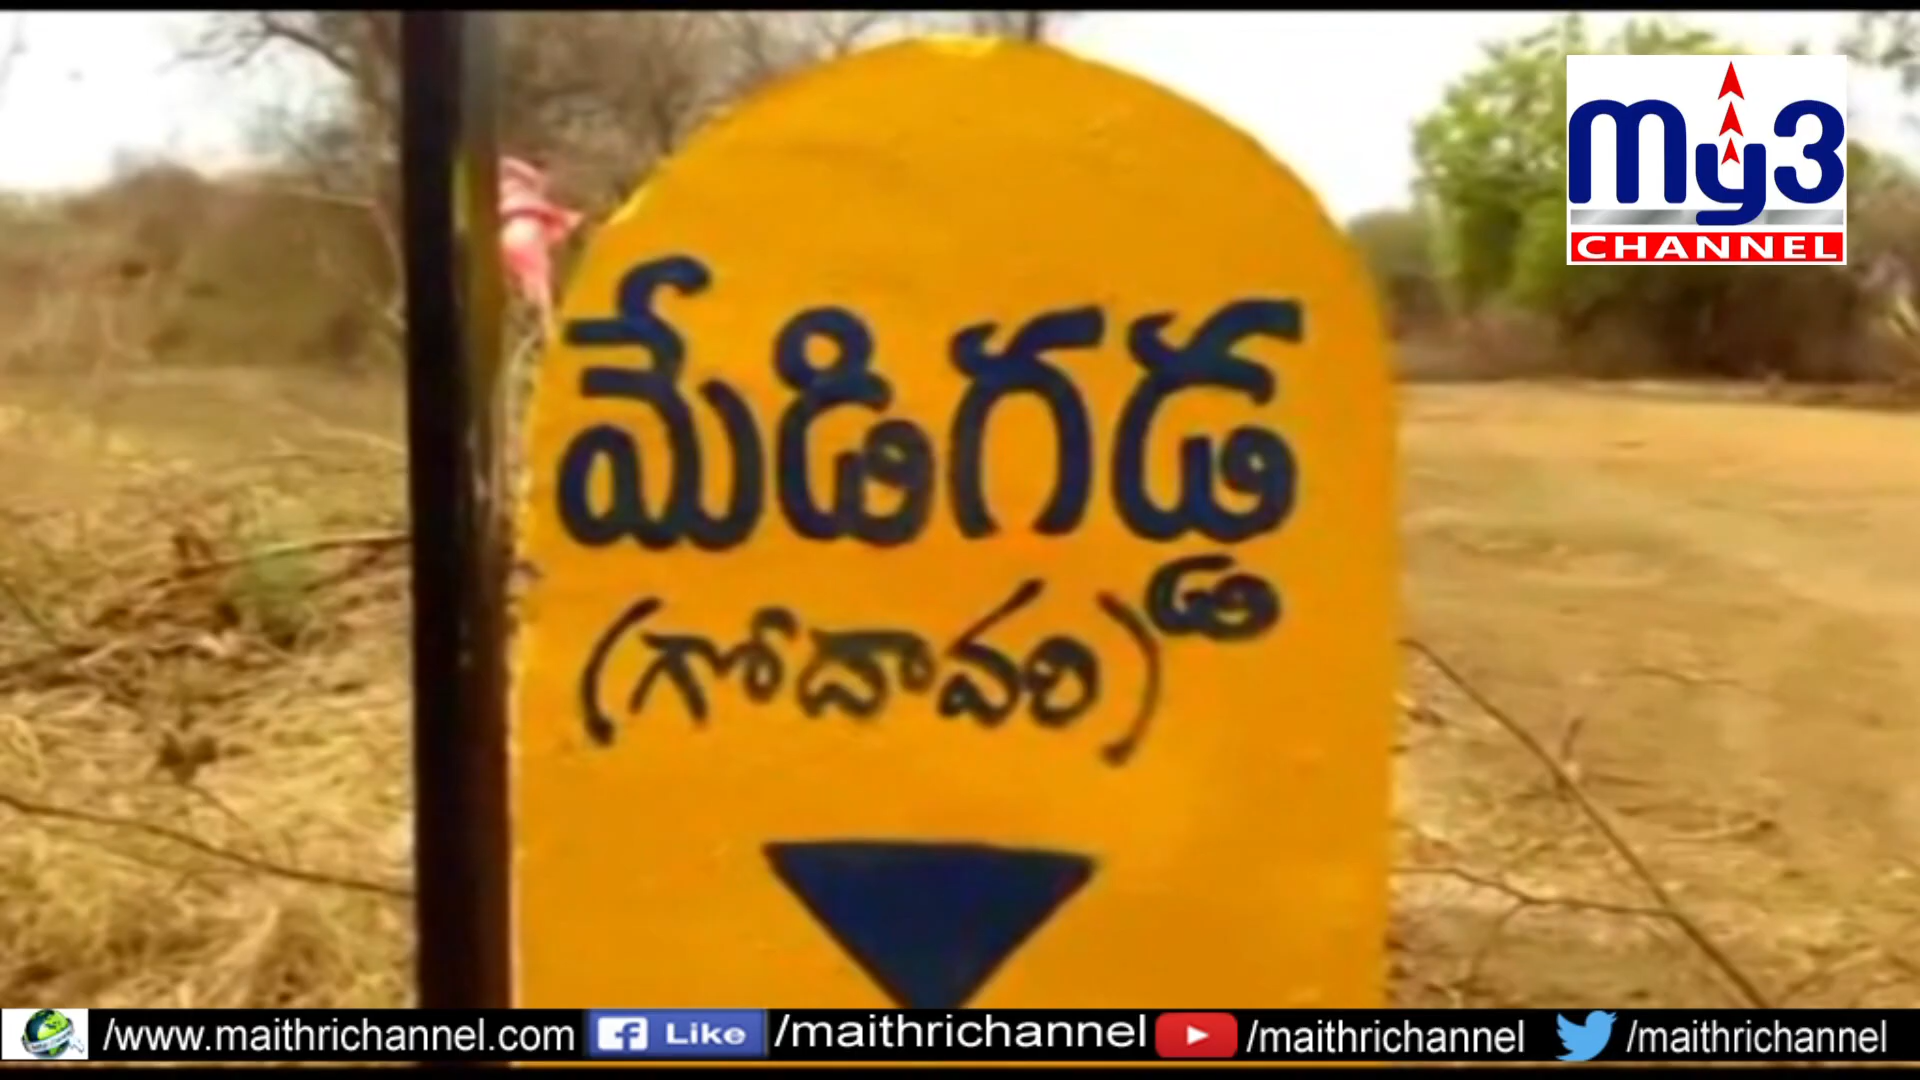 my3
CHANNEL
మేడిగడ్డ
(గోదావరి)
/www.maithrichannel.com
Like /maithrichannel
/maithrichannel
/maithrichannel